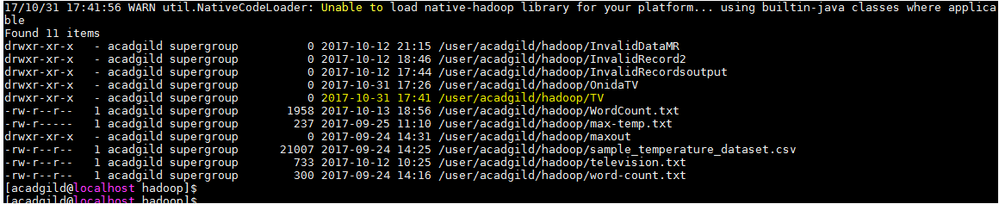 17/10/31 17:41:56 WARN util.NativeCodeLoader: Unable to load native-hadoop library for your platform... using builtin-java classes where applica
ble
Found 11 items
drwxr-xr-x   - acadgild supergroup          0 2017-10-12 21:15 /user/acadgild/hadoop/InvalidDataMR
drwxr-xr-x   - acadgild supergroup          0 2017-10-12 18:46 /user/acadgild/hadoop/InvalidRecord2
drwxr-xr-x   - acadgild supergroup          0 2017-10-12 17:44 /user/acadgild/hadoop/InvalidRecordsoutput
drwxr-xr-x   - acadgild supergroup          0 2017-10-31 17:26 /user/acadgild/hadoop/OnidaTV
drwxr-xr-x   - acadgild supergroup          0 2017-10-31 17:41 /user/acadgild/hadoop/TV
-rw-r--r--   1 acadgild supergroup       1958 2017-10-13 18:56 /user/acadgild/hadoop/WordCount.txt
-rw-r-----   1 acadgild supergroup        237 2017-09-25 11:10 /user/acadgild/hadoop/max-temp.txt
drwxr-xr-x   - acadgild supergroup          0 2017-09-24 14:31 /user/acadgild/hadoop/maxout
-rw-r--r--   1 acadgild supergroup      21007 2017-09-24 14:25 /user/acadgild/hadoop/sample_temperature_dataset.csv
-rw-r--r--   1 acadgild supergroup        733 2017-10-12 10:25 /user/acadgild/hadoop/television.txt
-rw-r--r--   1 acadgild supergroup        300 2017-09-24 14:16 /user/acadgild/hadoop/word-count.txt
[acadgild@localhost hadoop]$
[acadgild@localhost hadoop]$